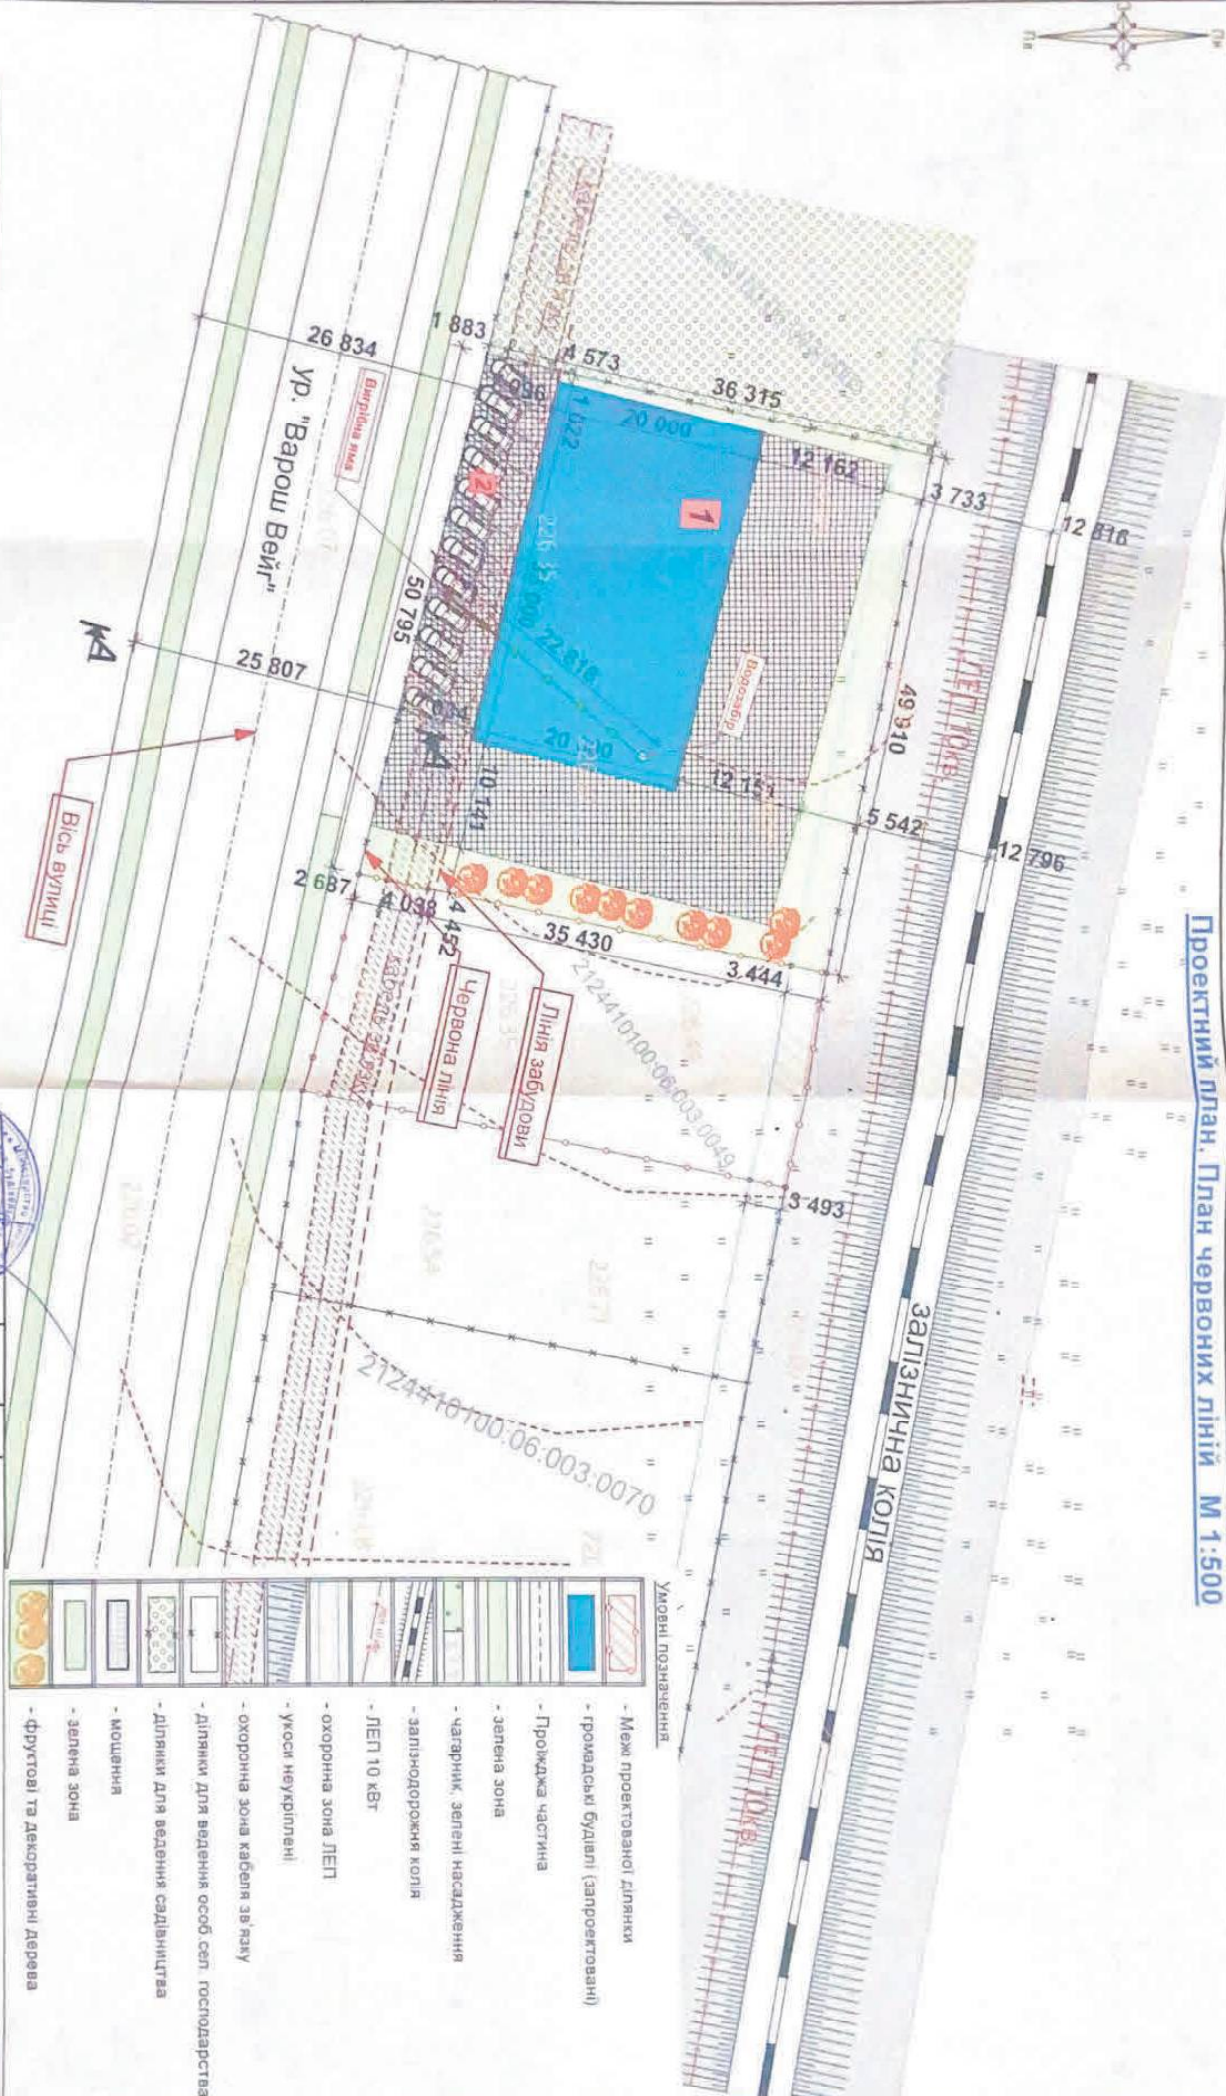 Проектний план. План червоних ліній М 1:500
залізнична колія
ЛЕП 10кв.
ЛЕП 10кв.
12 816
12 796
3 733
5 542
49 910
36 315
4 573
1 883
26 834
20 000
12 162
1 022
1
2
22 818
Водозабір
Вигрібна яма
ур. "Варош Вейг"
50 795
25 807
10 141
35 430
3 444
3 493
2 687
4 038
4 452
Вісь вулиці
Червона лінія
Лінія забудови
2124410100:06:003:0049
2124410100:06:003:0070
Умовні позначення
- Межі проектованої ділянки
- громадські будівлі (запроектовані)
- Проїжджа частина
- зелена зона
- чагарник, зелені насадження
- залізнодорожня колія
- ЛЕП 10 кВт
- охоронна зона ЛЕП
- укоси неукріплені
- охоронна зона кабеля зв'язку
- ділянки для ведення особ.сел. господарства
- ділянки для ведення садівництва
- мощення
- зелена зона
- фруктові та декоративні дерева